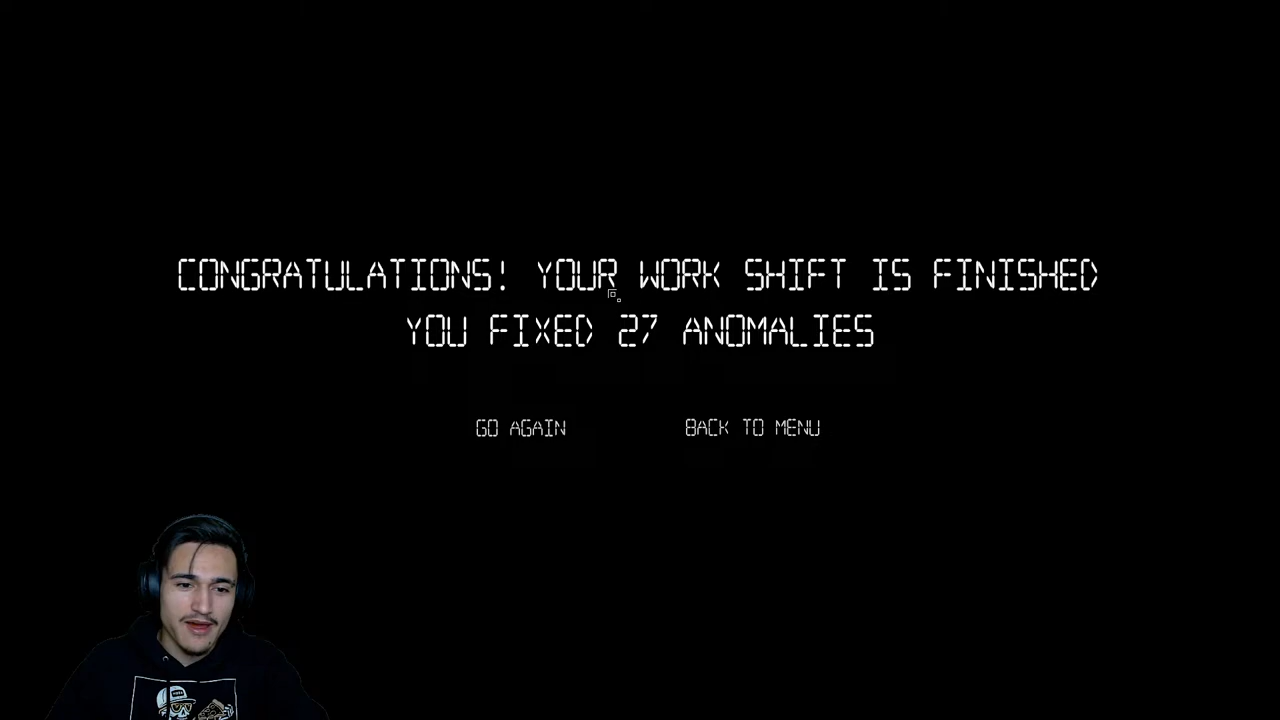 CONGRATULATIONS! YOUR WORK SHIFT IS FINISHED
YOU FIXED 27 ANOMALIES
GO AGAIN
BACK TO MENU